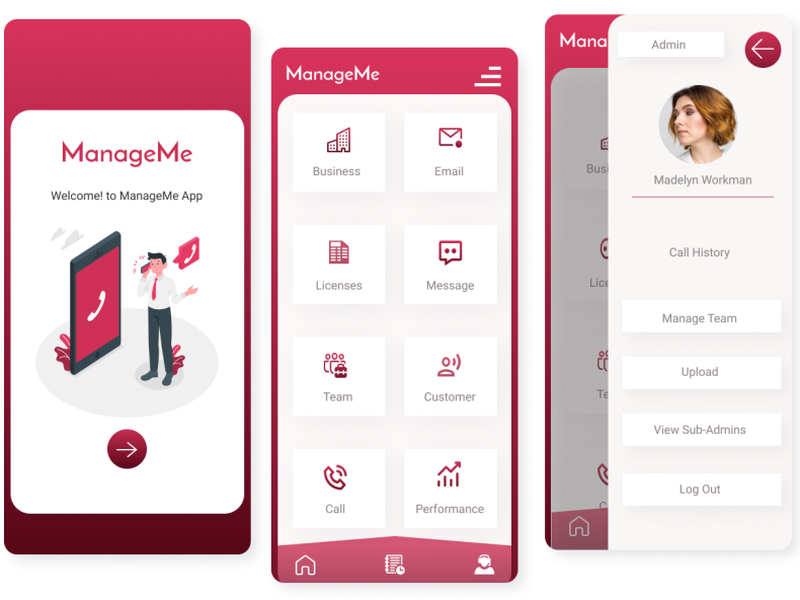 ManageMe
Welcome! to ManageMe App
ManageMe
Business
Email
Licenses
Message
Team
Customer
Call
Performance
Mana
Busi
Lice
Te
C
Admin
Madelyn Workman
Call History
Manage Team
Upload
View Sub-Admins
Log Out